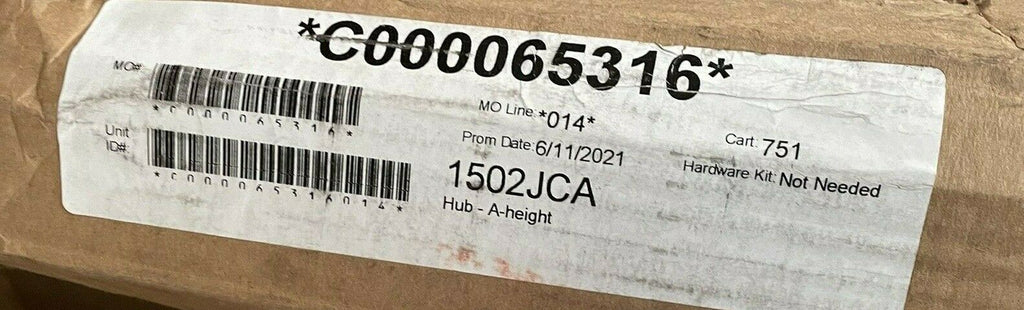 *C000065316*
MO#:
*C000065316*
MO Line: *014*
Cart: 751
Unit
ID#:
*C000065316014*
Prom Date: 6/11/2021
Hardware Kit: Not Needed
1502JCA
Hub - A-height